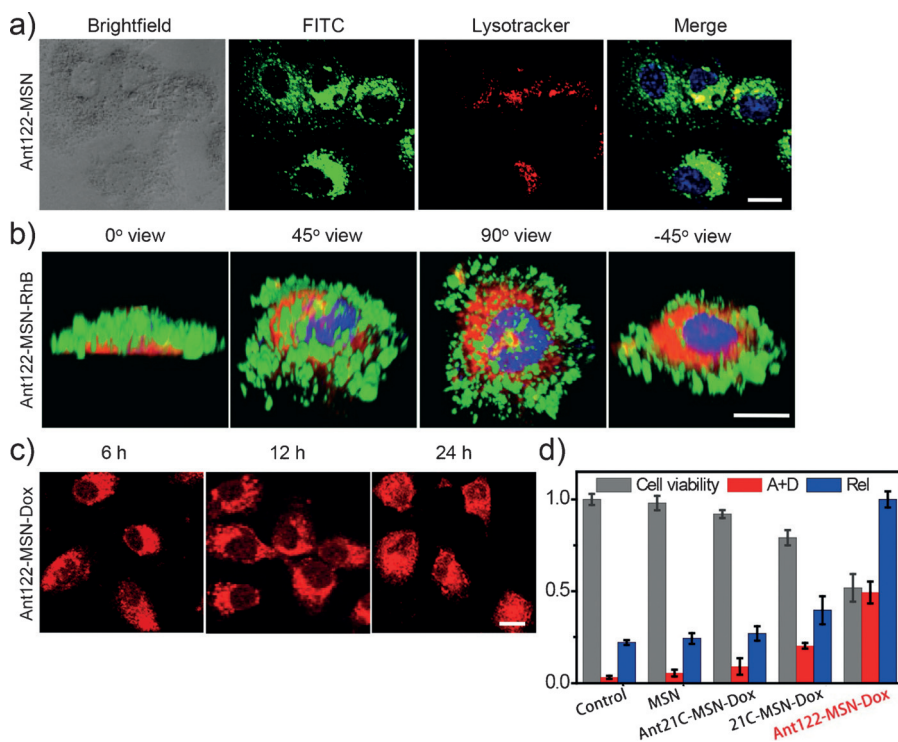 a)
Brightfield
FITC
Lysotracker
Merge
Ant122-MSN
b)
0° view
45° view
90° view
-45° view
Ant122-MSN-RhB
c)
6 h
12 h
24 h
Ant122-MSN-Dox
d)
Cell viability
A+D
Rel
1.0
0.5
0.0
Control
MSN
Ant21C-MSN-Dox
21C-MSN-Dox
Ant122-MSN-Dox